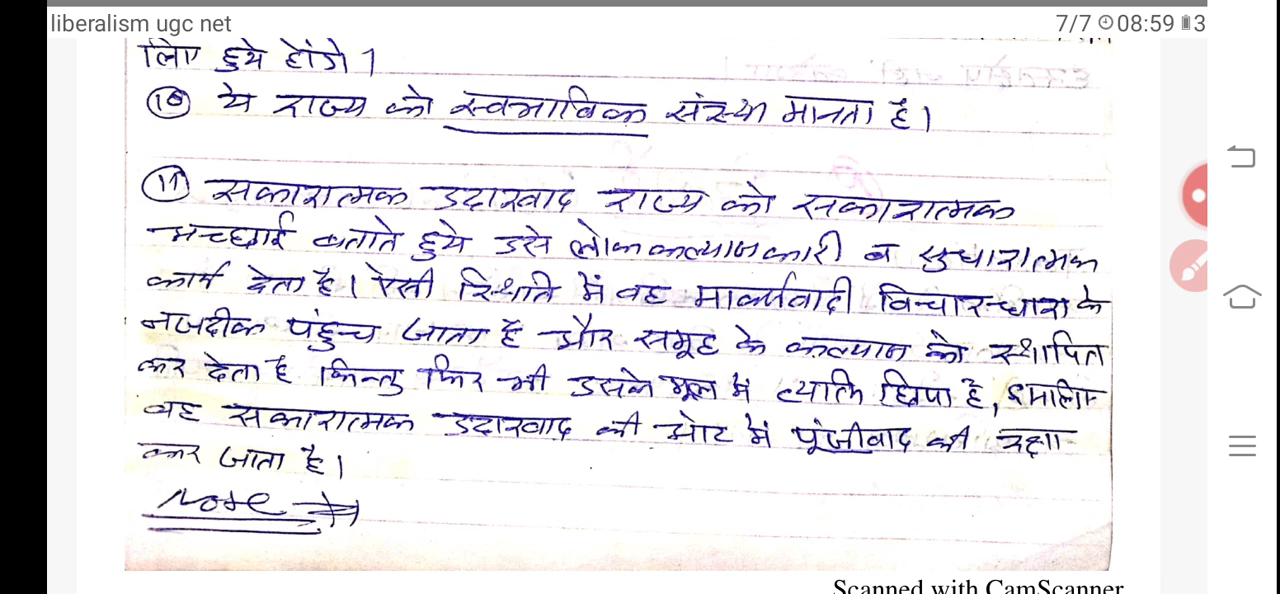 liberalism ugc net
7/7 08:59 3
लिए हुये होंगे।
⑩ ये राज्य को स्वभाविक संस्था मानता है।
⑪ सकारात्मक उदारवाद राज्य को सकारात्मक
अच्छाई बताते हुये उसे लोककल्याणकारी व सुधारात्मक
कार्य देता है। ऐसी स्थिति में वह मार्क्सवादी विचारधारा के
नजदीक पंहुच जाता है और समूह के कल्याण को स्थापित
कर देता है किन्तु फिर भी उसके मूल में व्यक्ति छिपा है, इसलिए
वह सकारात्मक उदारवाद की ओट में पूंजीवाद की रक्षा
कर जाता है।
Note
Scanned with CamScanner